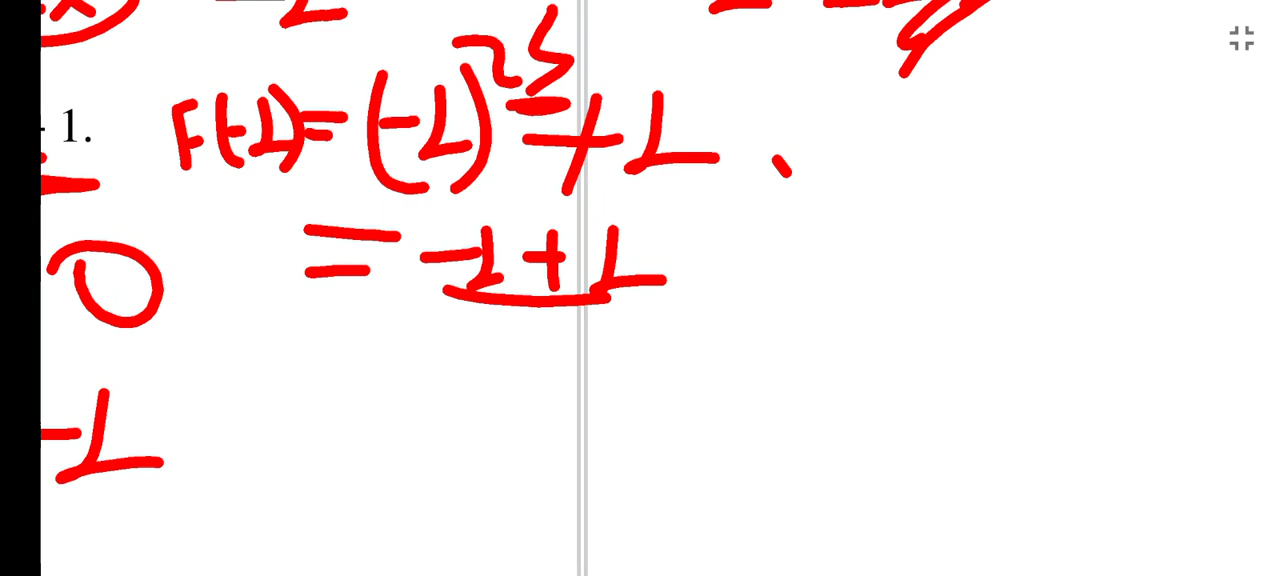 1. F(-1) = (-1)^25 + 1
= -1 + 1
0
-1